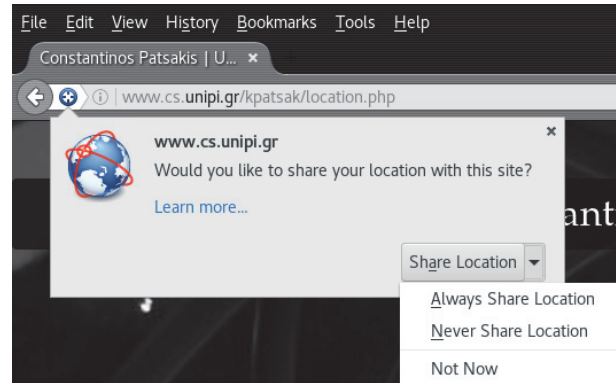 File Edit View History Bookmarks Tools Help
Constantinos Patsakis | U...
www.cs.unipi.gr/kpatsak/location.php
www.cs.unipi.gr
Would you like to share your location with this site?
Learn more...
ant
Share Location
Always Share Location
Never Share Location
Not Now